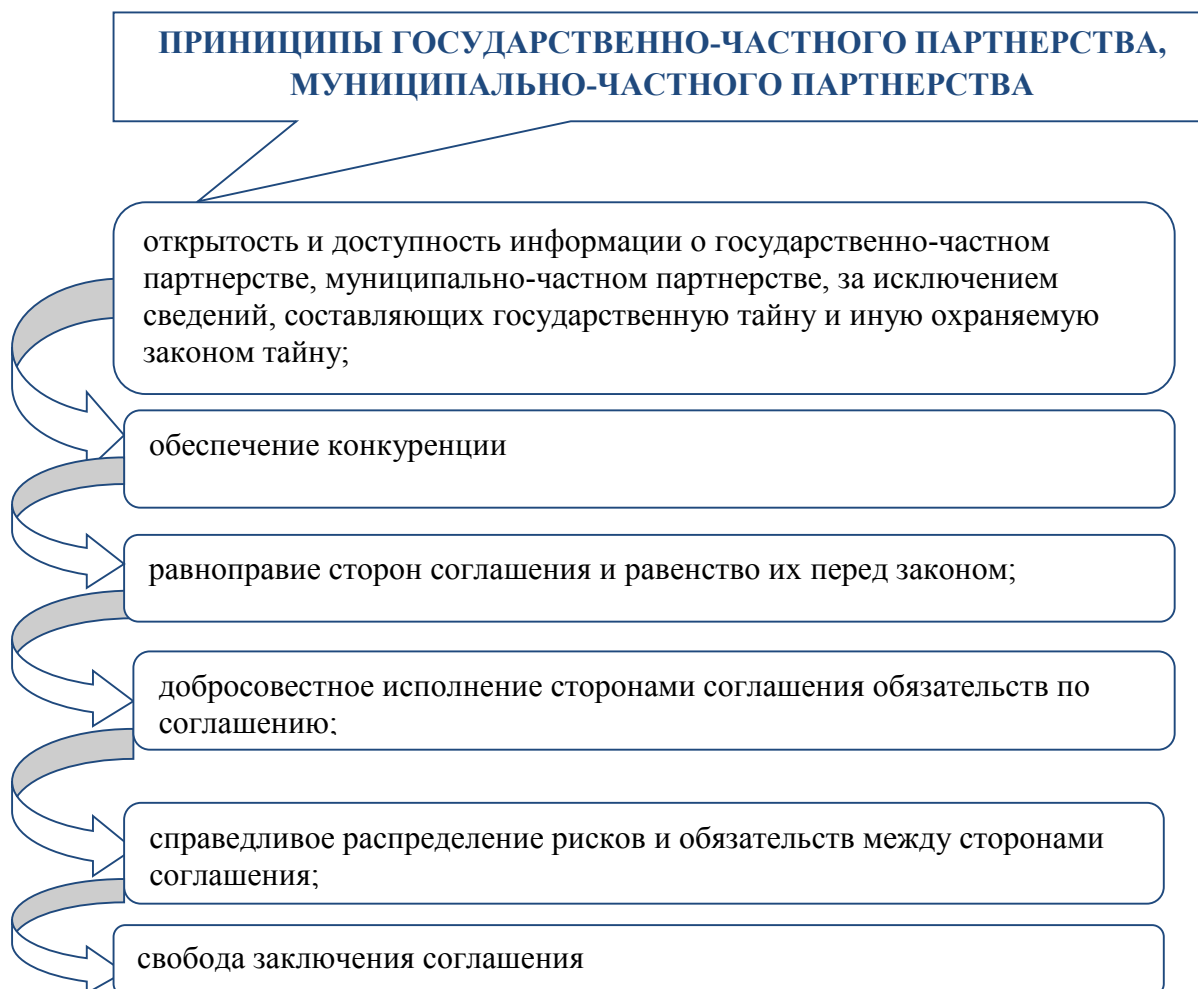 ПРИНИЦИПЫ ГОСУДАРСТВЕННО-ЧАСТНОГО ПАРТНЕРСТВА,
МУНИЦИПАЛЬНО-ЧАСТНОГО ПАРТНЕРСТВА
открытость и доступность информации о государственно-частном
партнерстве, муниципально-частном партнерстве, за исключением
сведений, составляющих государственную тайну и иную охраняемую
законом тайну;
обеспечение конкуренции
равноправие сторон соглашения и равенство их перед законом;
добросовестное исполнение сторонами соглашения обязательств по
соглашению;
справедливое распределение рисков и обязательств между сторонами
соглашения;
свобода заключения соглашения